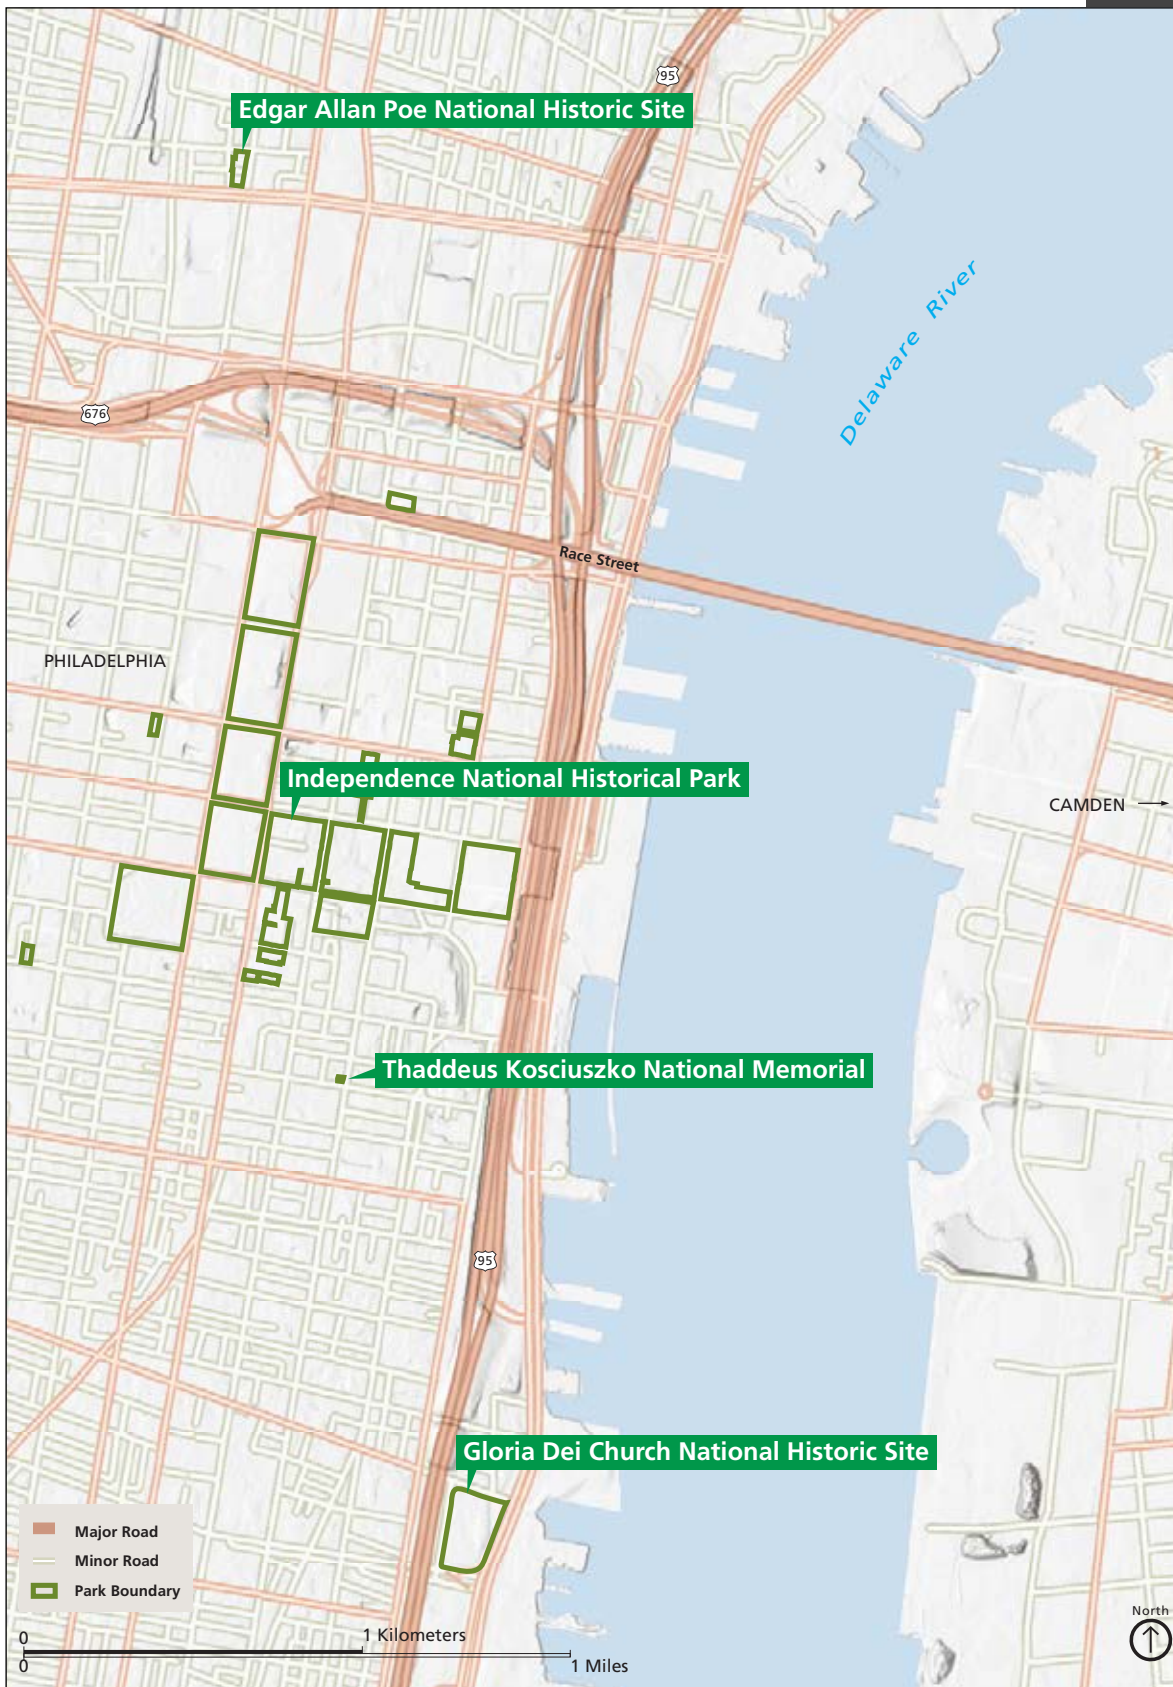 95
Edgar Allan Poe National Historic Site
Delaware River
676
Race Street
PHILADELPHIA
Independence National Historical Park
CAMDEN
Thaddeus Kosciuszko National Memorial
95
Gloria Dei Church National Historic Site
Major Road
Minor Road
Park Boundary
North
0 1 Kilometers
0 1 Miles